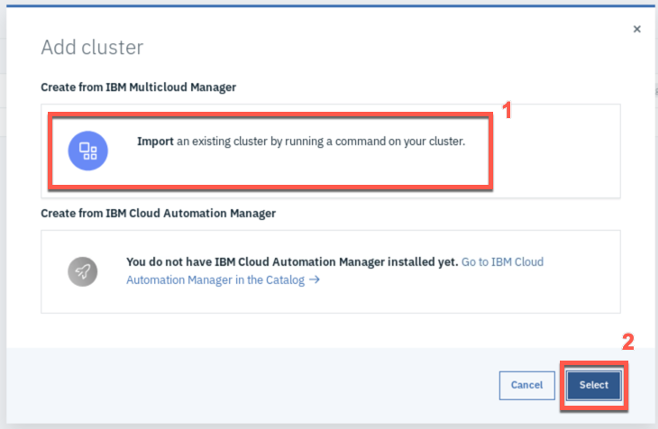 Add cluster
Create from IBM Multicloud Manager
1
Import an existing cluster by running a command on your cluster.
Create from IBM Cloud Automation Manager
You do not have IBM Cloud Automation Manager installed yet. Go to IBM Cloud
Automation Manager in the Catalog →
2
Cancel
Select